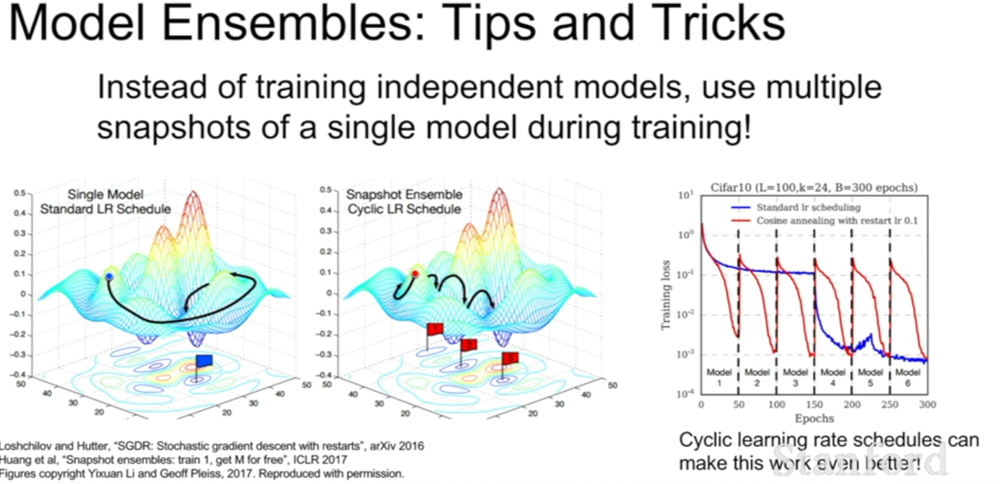 Model Ensembles: Tips and Tricks
Instead of training independent models, use multiple
snapshots of a single model during training!
Single Model
Standard LR Schedule
0.5
0.4
0.3
0.2
0.1
0
−0.1
−0.2
−0.3
−0.4
50
40
30
20
20
30
40
50
Snapshot Ensemble
Cyclic LR Schedule
0.5
0.4
0.3
0.2
0.1
0
−0.1
−0.2
−0.3
−0.4
50
40
30
20
20
30
40
50
1
2
3
Cifar10 (L=100,k=24, B=300 epochs)
Standard lr scheduling
Cosine annealing with restart lr 0.1
Training loss
10¹
10⁰
10⁻¹
10⁻²
10⁻³
10⁻⁴
Model 1
Model 2
Model 3
Model 4
Model 5
Model 6
0 50 100 150 200 250 300
Epochs
Cyclic learning rate schedules can
make this work even better!
Stanford
Loshchilov and Hutter, “SGDR: Stochastic gradient descent with restarts”, arXiv 2016
Huang et al, “Snapshot ensembles: train 1, get M for free”, ICLR 2017
Figures copyright Yixuan Li and Geoff Pleiss, 2017. Reproduced with permission.